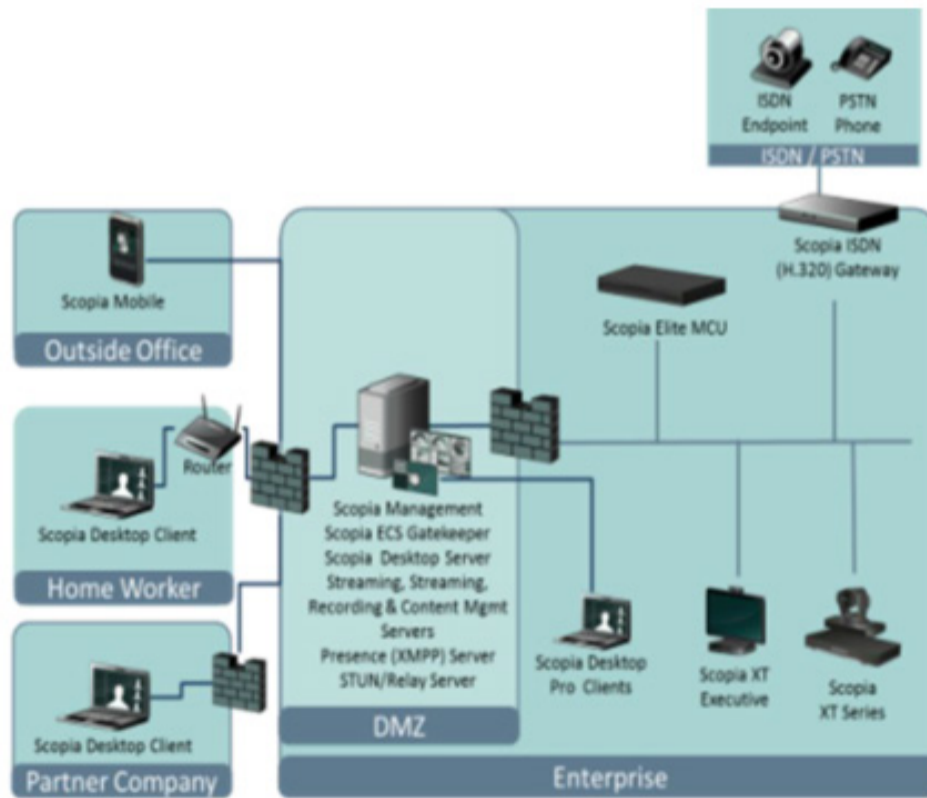 ISDN
Endpoint
PSTN
Phone
ISDN / PSTN
Scopia ISDN
(H.320) Gateway
Scopia Mobile
Outside Office
Scopia Elite MCU
Router
Scopia Desktop Client
Home Worker
Scopia Management
Scopia ECS Gatekeeper
Scopia Desktop Server
Streaming, Streaming,
Recording & Content Mgmt
Servers
Presence (XMPP) Server
STUN/Relay Server
DMZ
Scopia Desktop
Pro Clients
Scopia XT
Executive
Scopia
XT Series
Scopia Desktop Client
Partner Company
Enterprise